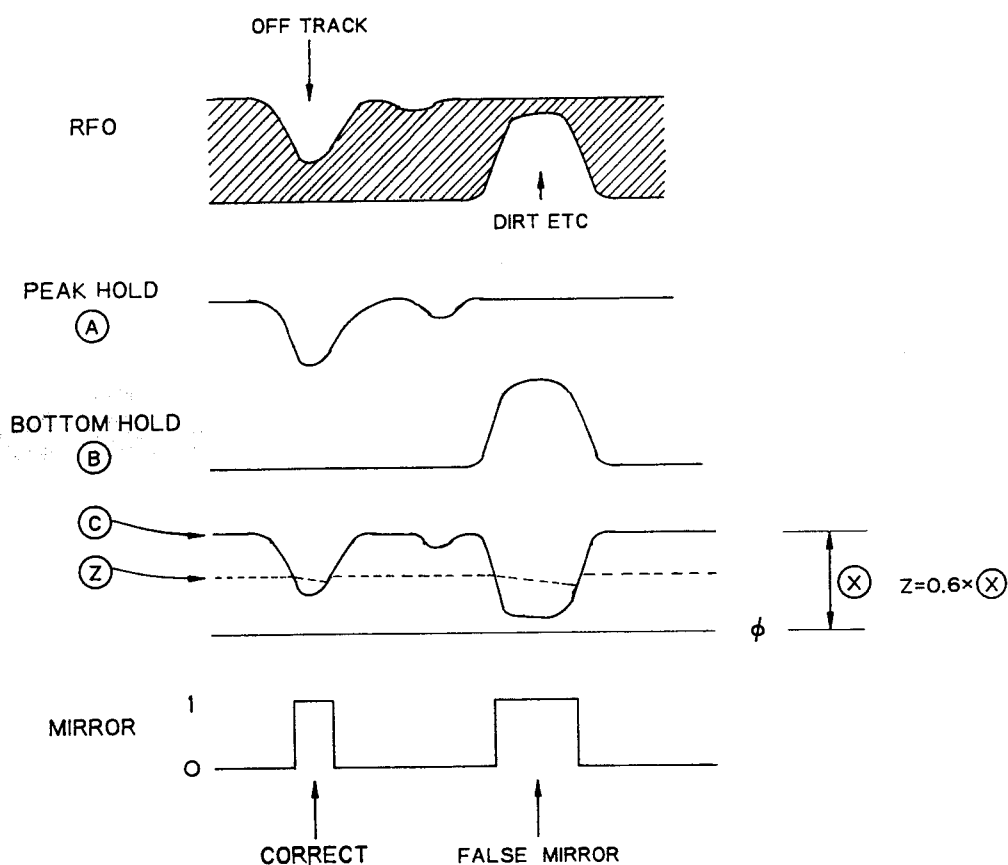 OFF TRACK
RFO
DIRT ETC
PEAK HOLD
A
BOTTOM HOLD
B
C
Z
X
Z=0.6×X
ϕ
1
MIRROR
0
CORRECT
FALSE MIRROR